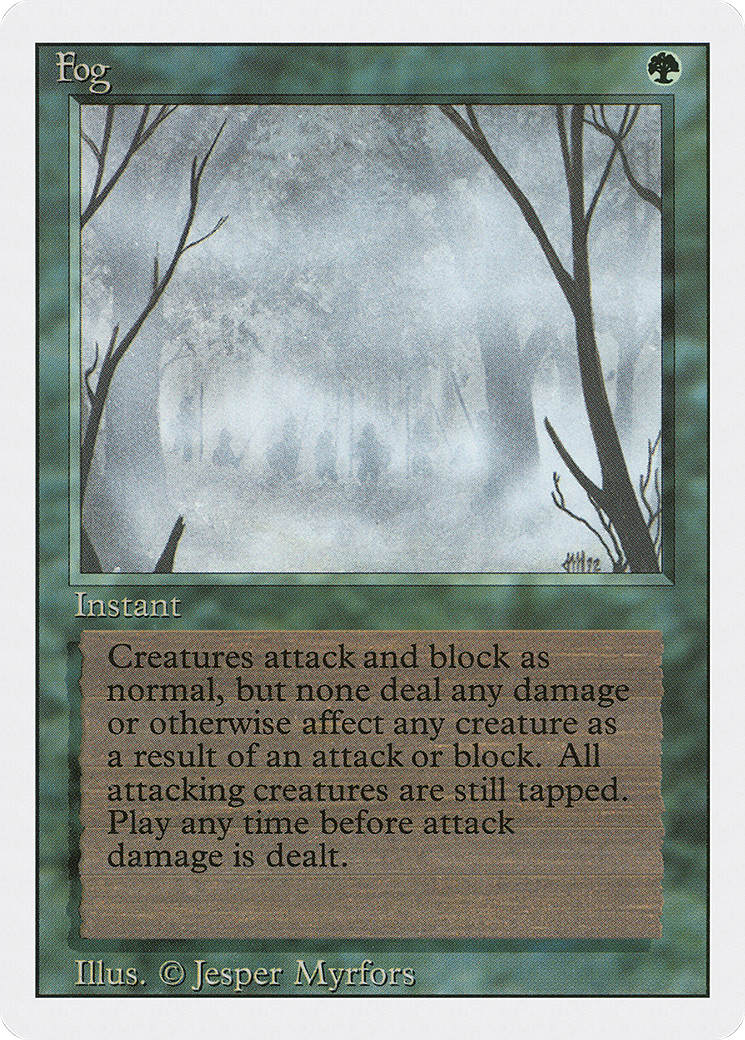 Fog
Instant
Creatures attack and block as
normal, but none deal any damage
or otherwise affect any creature as
a result of an attack or block. All
attacking creatures are still tapped.
Play any time before attack
damage is dealt.
Illus. © Jesper Myrfors